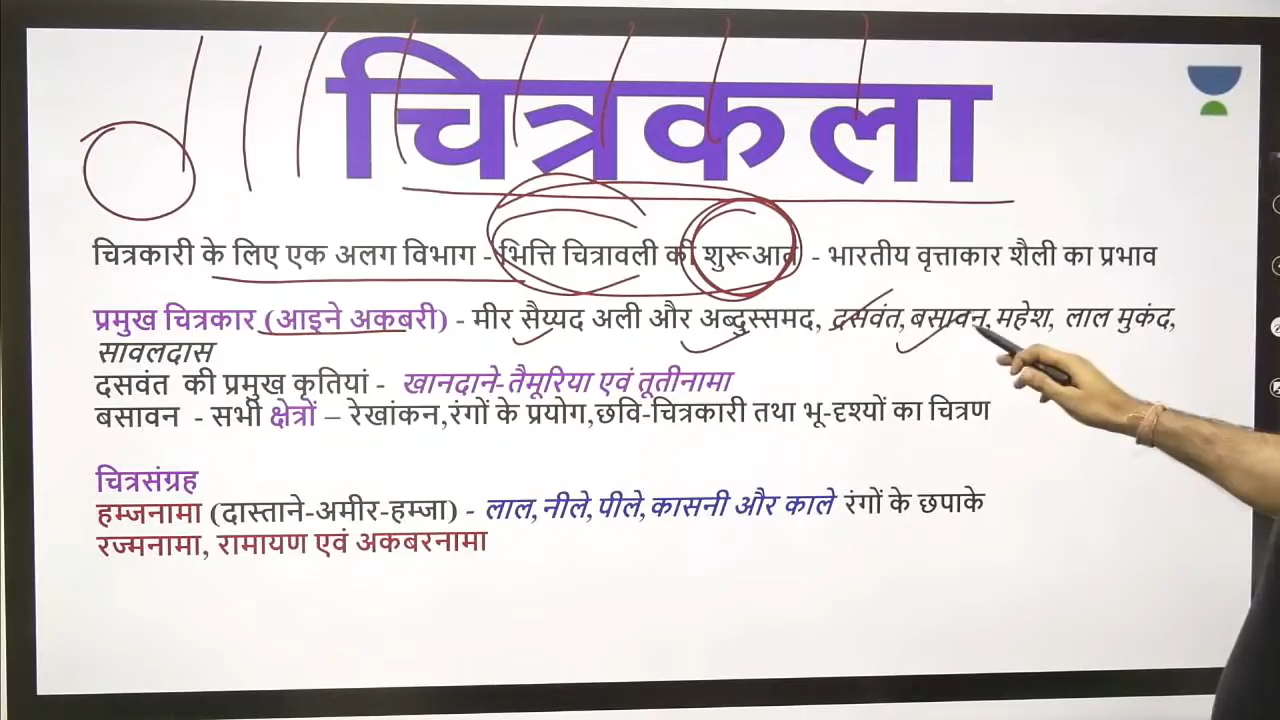 चित्रकला
चित्रकारी के लिए एक अलग विभाग - भित्ति चित्रावली की शुरूआत - भारतीय वृत्ताकार शैली का प्रभाव
प्रमुख चित्रकार (आइने अकबरी) - मीर सैय्यद अली और अब्दुस्समद, दसवंत, बसावन, महेश, लाल मुकंद,
सावलदास
दसवंत की प्रमुख कृतियां - खानदाने-तैमूरिया एवं तूतीनामा
बसावन - सभी क्षेत्रों – रेखांकन,रंगों के प्रयोग,छवि-चित्रकारी तथा भू-दृश्यों का चित्रण
चित्रसंग्रह
हम्जनामा (दास्ताने-अमीर-हम्जा) - लाल, नीले, पीले, कासनी और काले रंगों के छपाके
रज्मनामा, रामायण एवं अकबरनामा